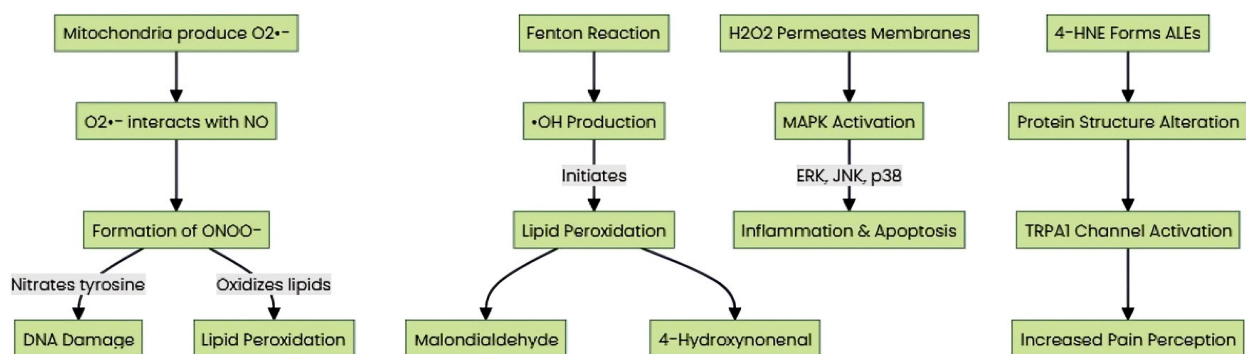 Mitochondria produce O2•-
Fenton Reaction
H2O2 Permeates Membranes
4-HNE Forms ALEs
O2•- interacts with NO
•OH Production
MAPK Activation
Protein Structure Alteration
Initiates
ERK, JNK, p38
Formation of ONOO-
Lipid Peroxidation
Inflammation & Apoptosis
TRPA1 Channel Activation
Nitrates tyrosine
Oxidizes lipids
DNA Damage
Lipid Peroxidation
Malondialdehyde
4-Hydroxynonenal
Increased Pain Perception